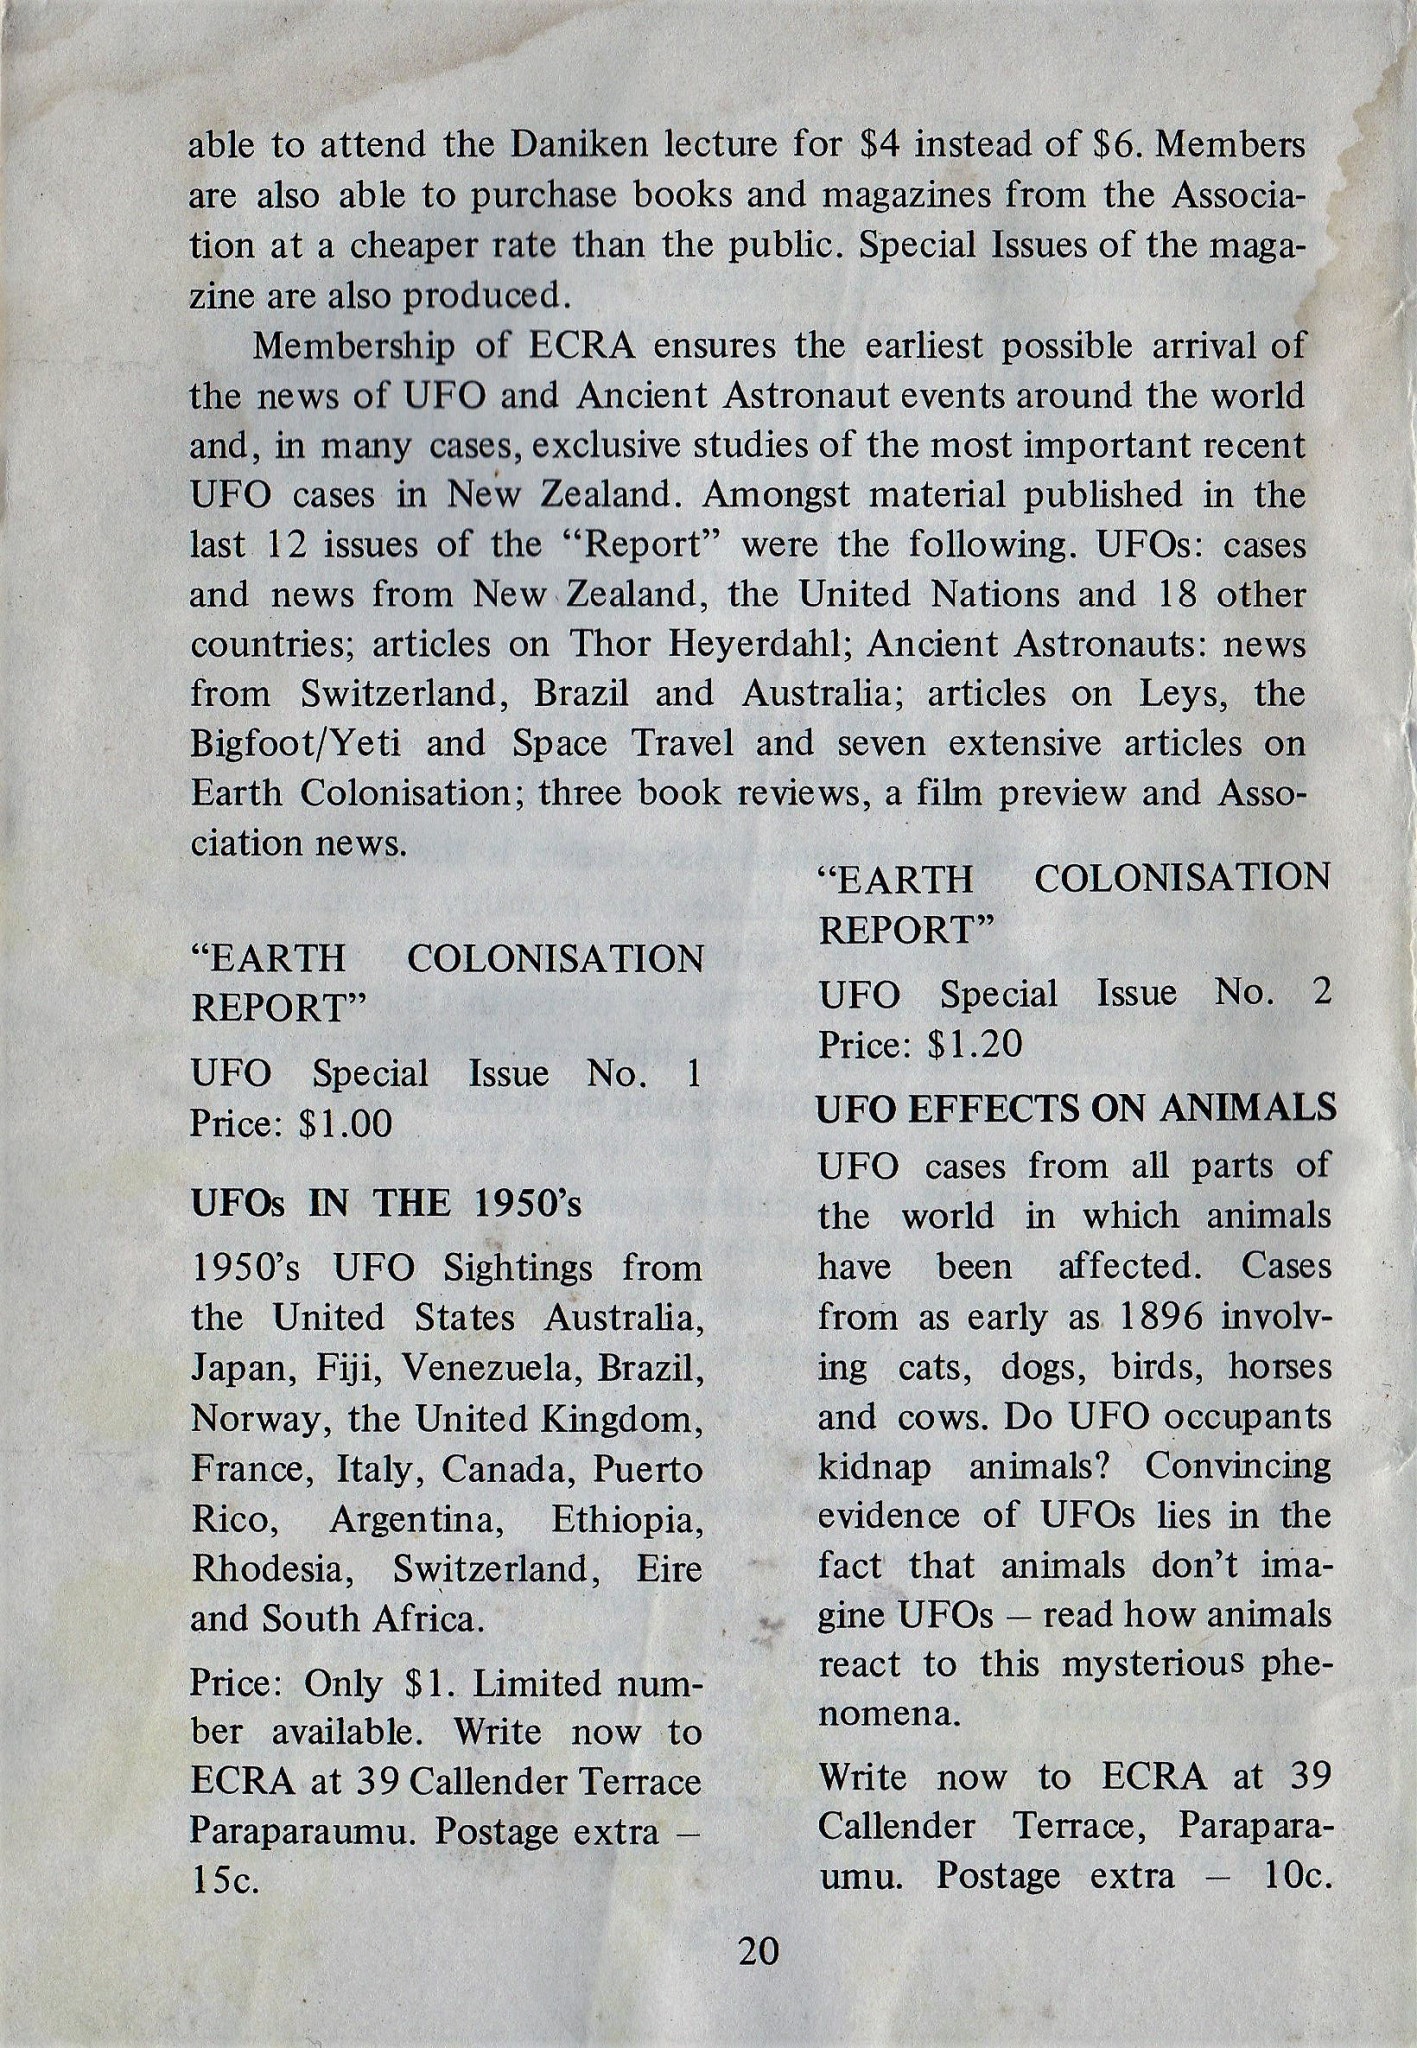 able to attend the Daniken lecture for $4 instead of $6. Members
are also able to purchase books and magazines from the Associa-
tion at a cheaper rate than the public. Special Issues of the maga-
zine are also produced.
Membership of ECRA ensures the earliest possible arrival of
the news of UFO and Ancient Astronaut events around the world
and, in many cases, exclusive studies of the most important recent
UFO cases in New Zealand. Amongst material published in the
last 12 issues of the “Report” were the following. UFOs: cases
and news from New Zealand, the United Nations and 18 other
countries; articles on Thor Heyerdahl; Ancient Astronauts: news
from Switzerland, Brazil and Australia; articles on Leys, the
Bigfoot/Yeti and Space Travel and seven extensive articles on
Earth Colonisation; three book reviews, a film preview and Asso-
ciation news.
“EARTH COLONISATION
REPORT”
UFO Special Issue No. 1
Price: $1.00
UFOs IN THE 1950’s
1950’s UFO Sightings from
the United States Australia,
Japan, Fiji, Venezuela, Brazil,
Norway, the United Kingdom,
France, Italy, Canada, Puerto
Rico, Argentina, Ethiopia,
Rhodesia, Switzerland, Eire
and South Africa.
Price: Only $1. Limited num-
ber available. Write now to
ECRA at 39 Callender Terrace
Paraparaumu. Postage extra –
15c.
“EARTH COLONISATION
REPORT”
UFO Special Issue No. 2
Price: $1.20
UFO EFFECTS ON ANIMALS
UFO cases from all parts of
the world in which animals
have been affected. Cases
from as early as 1896 involv-
ing cats, dogs, birds, horses
and cows. Do UFO occupants
kidnap animals? Convincing
evidence of UFOs lies in the
fact that animals don’t ima-
gine UFOs – read how animals
react to this mysterious phe-
nomena.
Write now to ECRA at 39
Callender Terrace, Parapara-
umu. Postage extra – 10c.
20